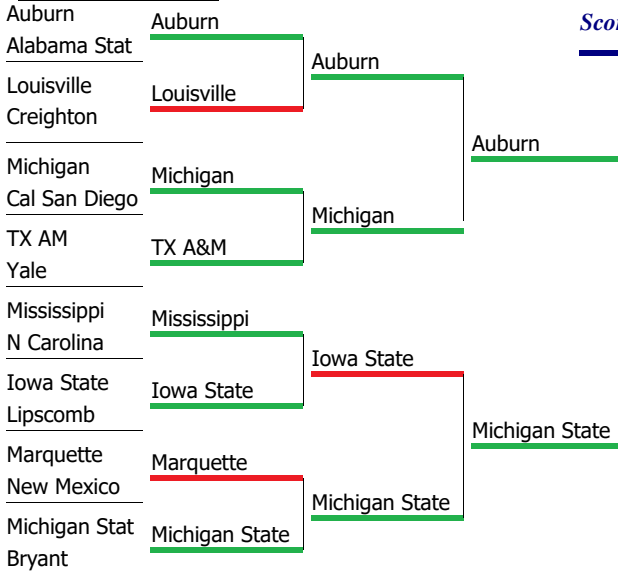 Auburn
Alabama Stat
Louisville
Creighton
Michigan
Cal San Diego
TX AM
Yale
Mississippi
N Carolina
Iowa State
Lipscomb
Marquette
New Mexico
Michigan Stat
Bryant
Auburn
Louisville
Michigan
TX A&M
Mississippi
Iowa State
Marquette
Michigan State
Auburn
Michigan
Iowa State
Michigan State
Auburn
Michigan State